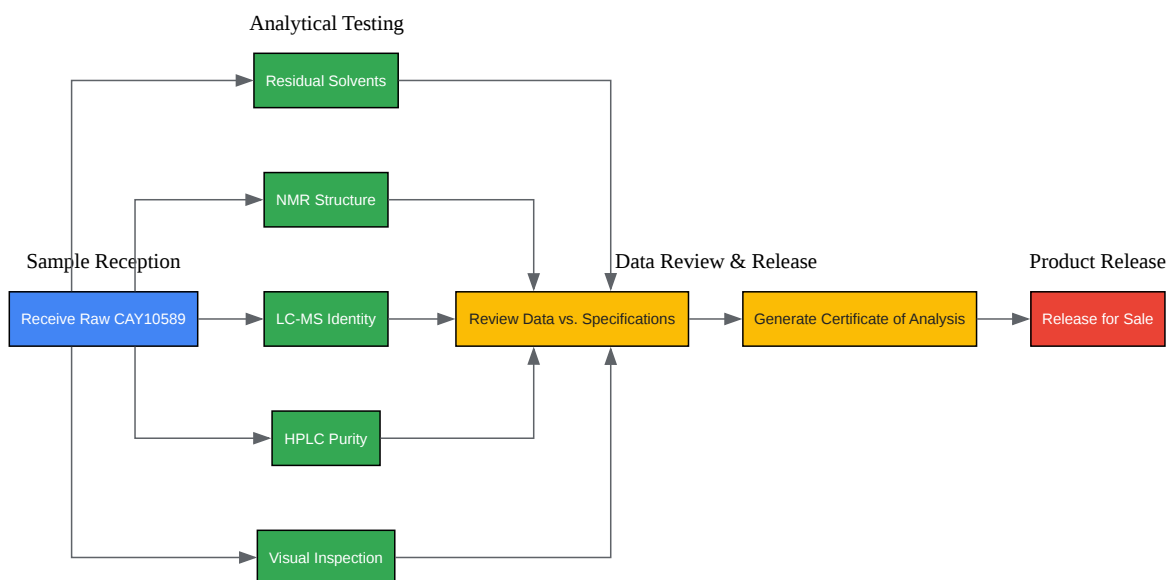 Analytical Testing
Residual Solvents
NMR Structure
Sample Reception
Data Review & Release
Product Release
Receive Raw CAY10589
LC-MS Identity
Review Data vs. Specifications
Generate Certificate of Analysis
Release for Sale
HPLC Purity
Visual Inspection